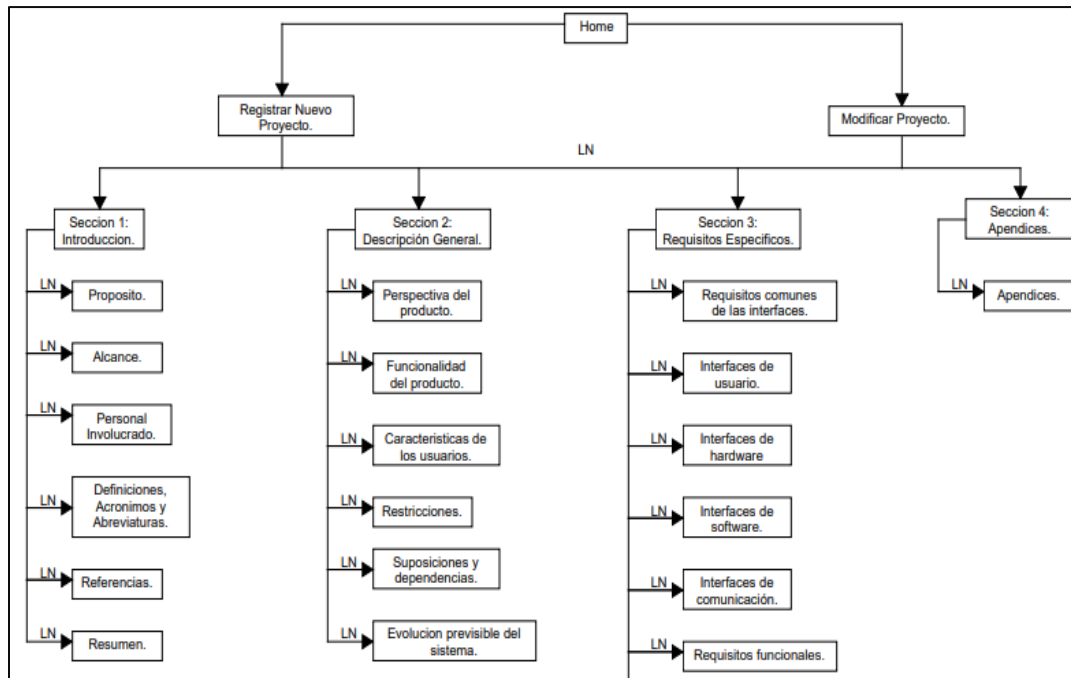 Home
Registrar Nuevo
Proyecto.
Modificar Proyecto.
LN
Seccion 1:
Introduccion.
LN
Proposito.
LN
Alcance.
LN
Personal
Involucrado.
LN
Definiciones,
Acronimos y
Abreviaturas.
LN
Referencias.
LN
Resumen.
Seccion 2:
Descripción General.
LN
Perspectiva del
producto.
LN
Funcionalidad
del producto.
LN
Caracteristicas de
los usuarios.
LN
Restricciones.
LN
Suposiciones y
dependencias.
LN
Evolucion previsible del
sistema.
Seccion 3:
Requisitos Especificos.
LN
Requisitos comunes
de las interfaces.
LN
Interfaces de
usuario.
LN
Interfaces de
hardware
LN
Interfaces de
software.
LN
Interfaces de
comunicación.
LN
Requisitos funcionales.
Seccion 4:
Apendices.
LN
Apendices.